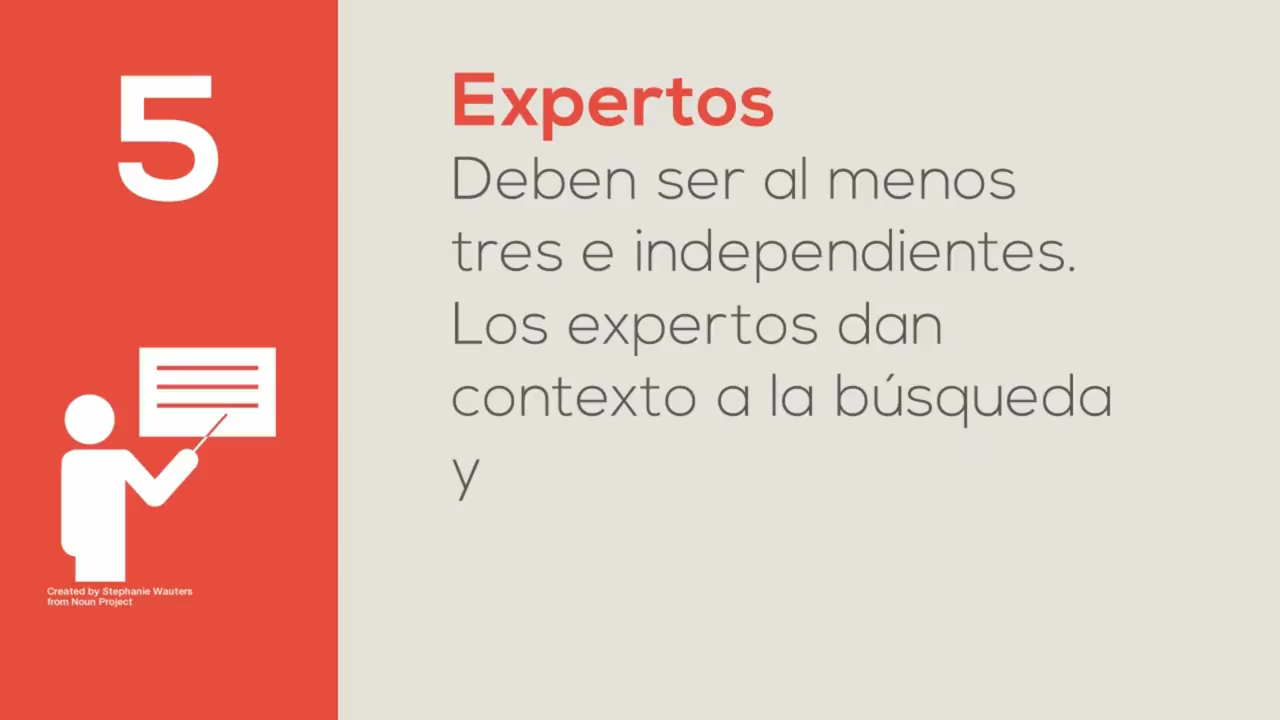 5
Expertos
Deben ser al menos
tres e independientes.
Los expertos dan
contexto a la búsqueda
y
Created by Stephanie Wauters
from Noun Project